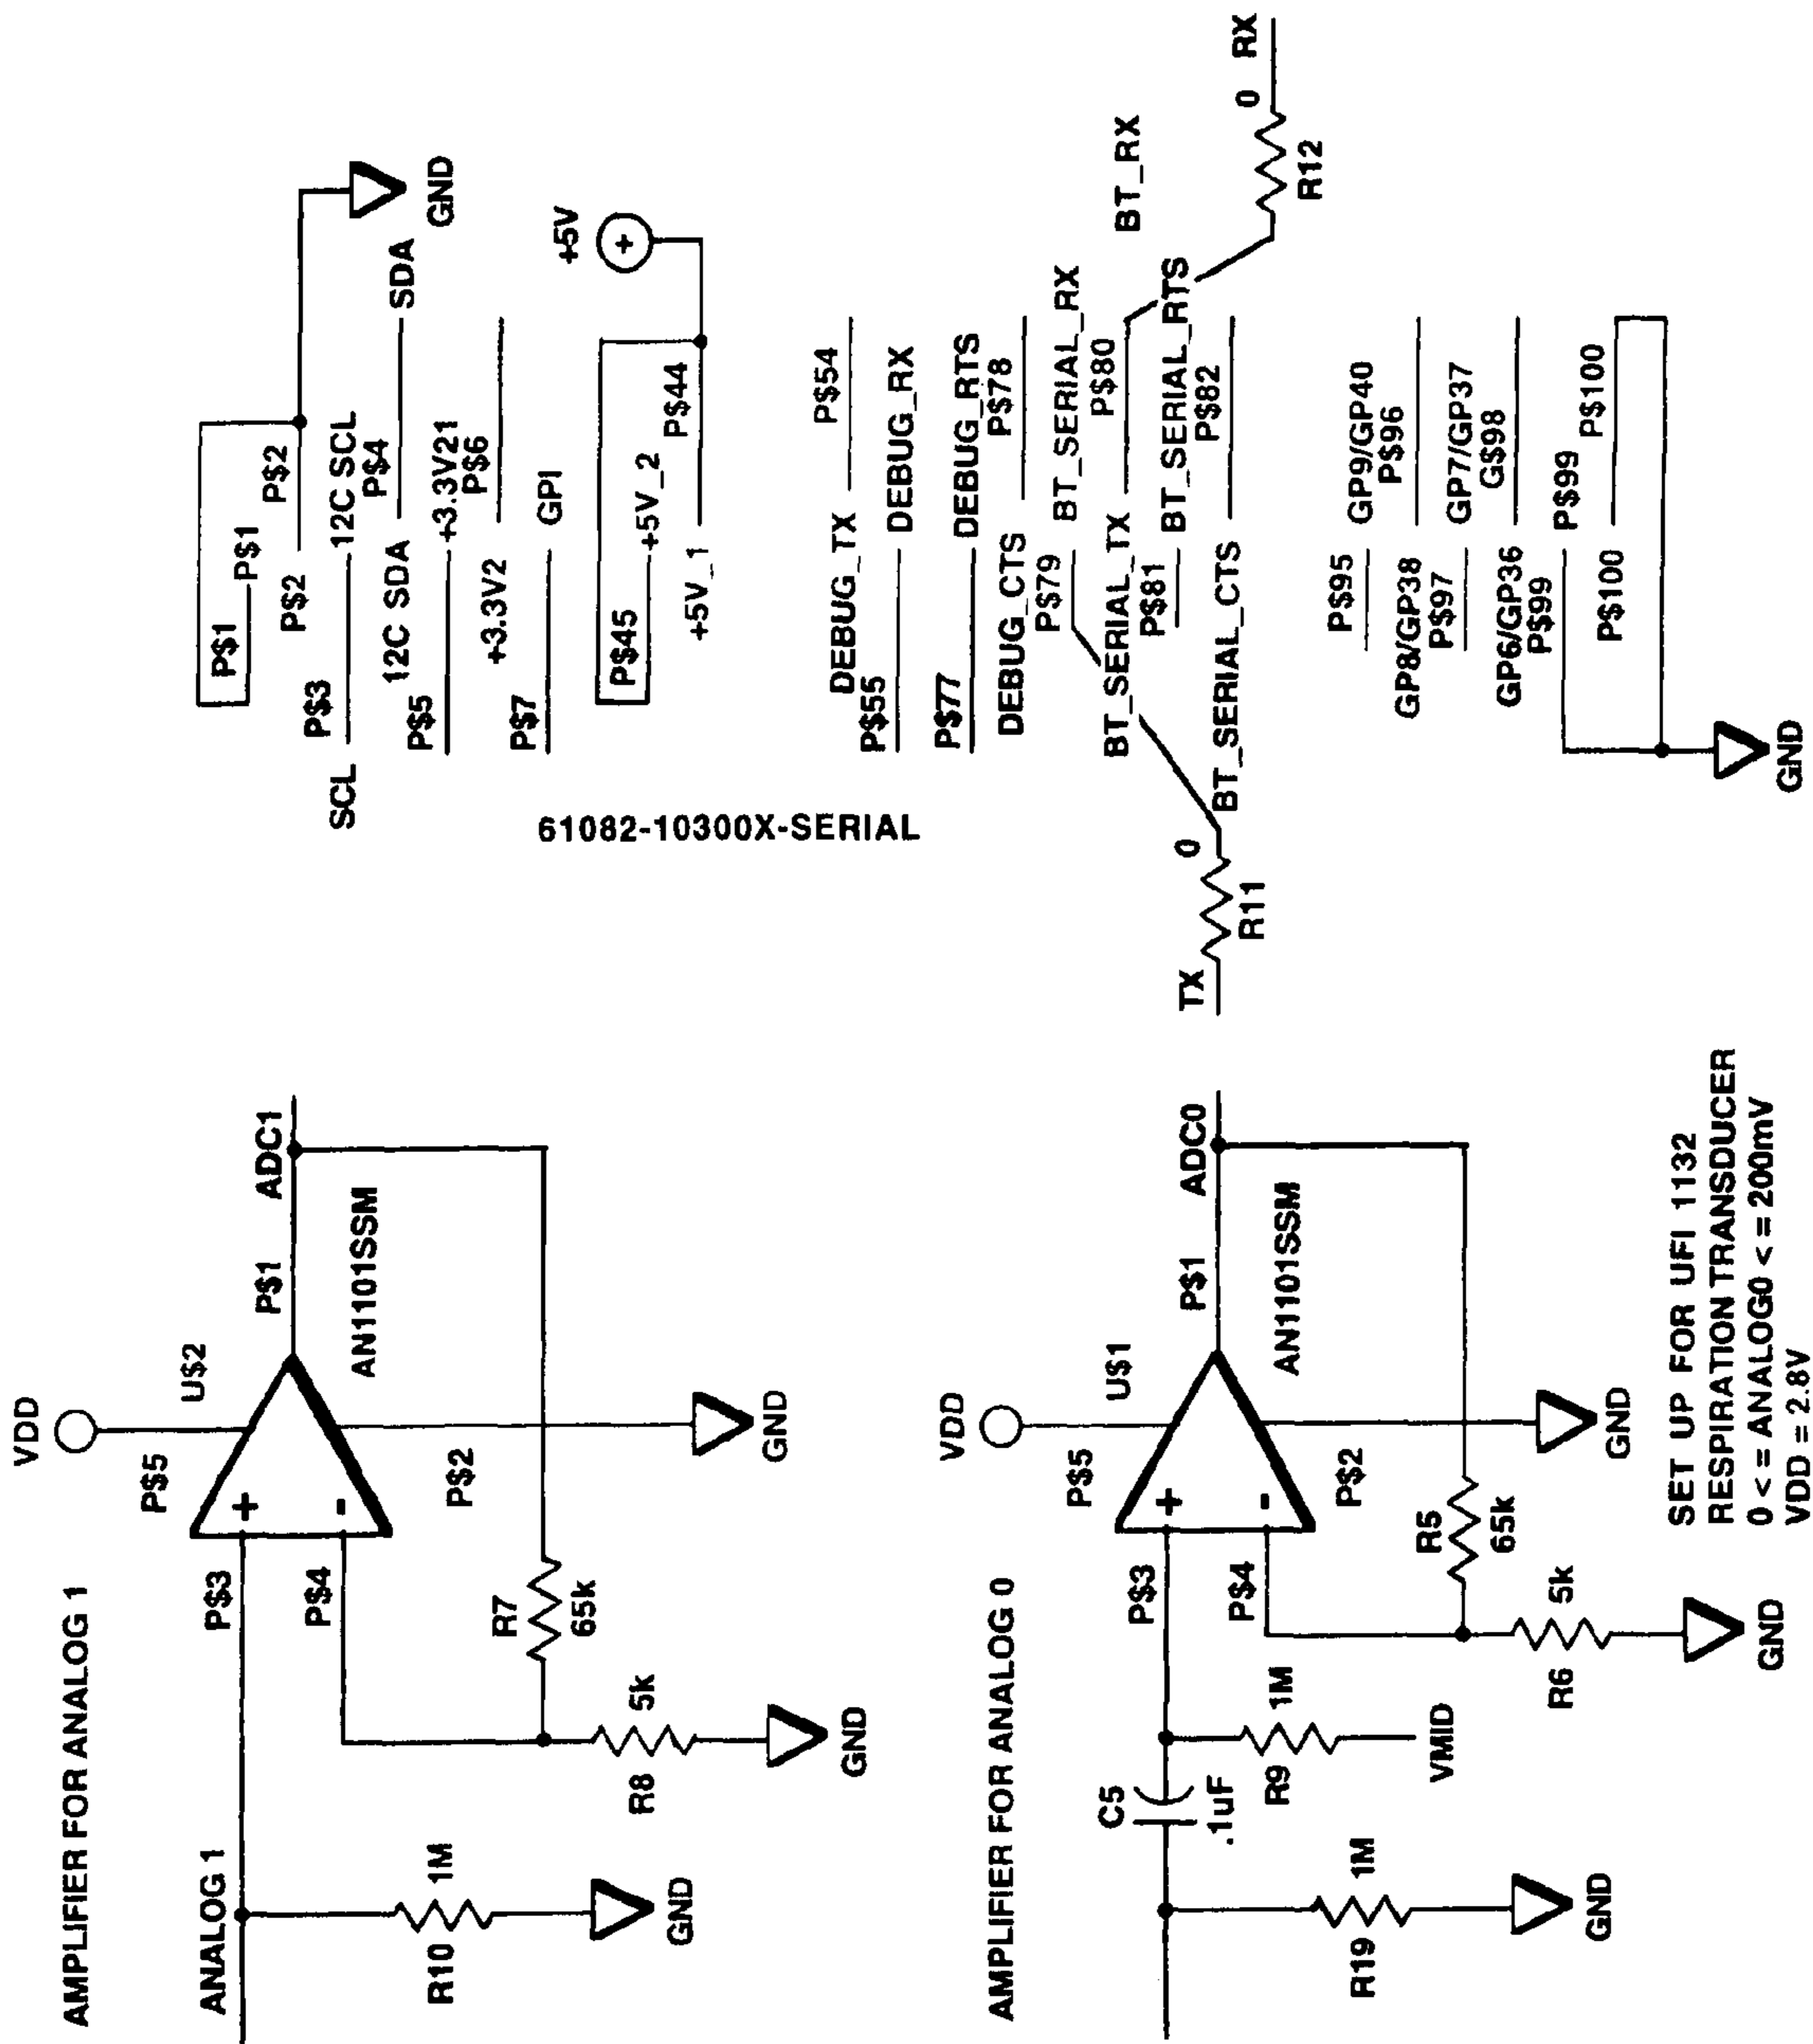 AMPLIFIER FOR ANALOG 1
VDD
P$5
U$2
ANALOG 1
P$3
+
P$1
ADC1
P$4
-
AN1101SSM
R10
1M
P$2
R7
65k
R8
5k
GND
GND
GND
AMPLIFIER FOR ANALOG 0
VDD
P$5
U$1
C5
.1uF
P$3
+
P$1
ADC0
P$4
-
AN1101SSM
R19
1M
R9
1M
P$2
R5
65k
VMID
R6
5k
GND
GND
GND
SET UP FOR UFI 1132
RESPIRATION TRANSDUCER
0 < = ANALOG0 < = 200mV
VDD = 2.8V
P$1
P$1
P$2
P$2
SCL
P$3
12C SCL
12C SDA
P$4
SDA
GND
P$5
+3.3V21
+3.3V2
P$6
P$7
GPI
+5V
P$45
+5V_2
+5V_1
P$44
61082-10300X-SERIAL
DEBUG_TX
P$54
P$55
DEBUG_RX
P$77
DEBUG_RTS
DEBUG_CTS
P$78
P$79
BT_SERIAL_RX
BT_SERIAL_TX
P$80
BT_RX
P$81
BT_SERIAL_RTS
BT_SERIAL_CTS
P$82
TX
0
R11
0
RX
R12
P$95
GP9/GP40
GP8/GP38
P$96
P$97
GP7/GP37
GP6/GP36
G$98
P$99
P$99
P$100
P$100
GND